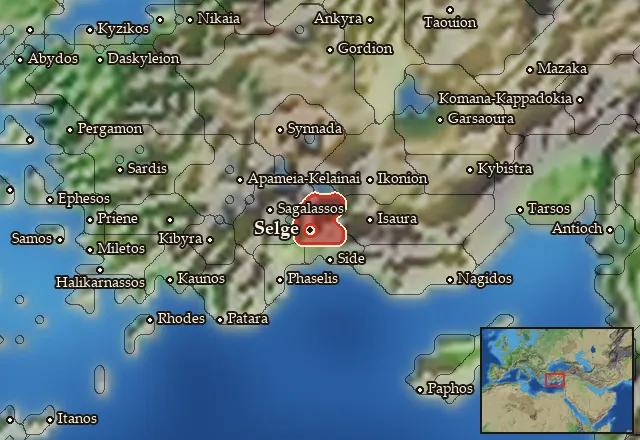 Nikaia
Ankyra
Taouion
Kyzikos
Gordion
Abydos
Daskyleion
Mazaka
Komana-Kappadokia
Garsaoura
Pergamon
Synnada
Sardis
Apameia-Kelainai
Ikonion
Kybistra
Ephesos
Priene
Sagalassos
Isaura
Tarsos
Samos
Miletos
Kibyra
Selge
Antioch
Side
Halikarnassos
Kaunos
Phaselis
Nagidos
Rhodes
Patara
Paphos
Itanos